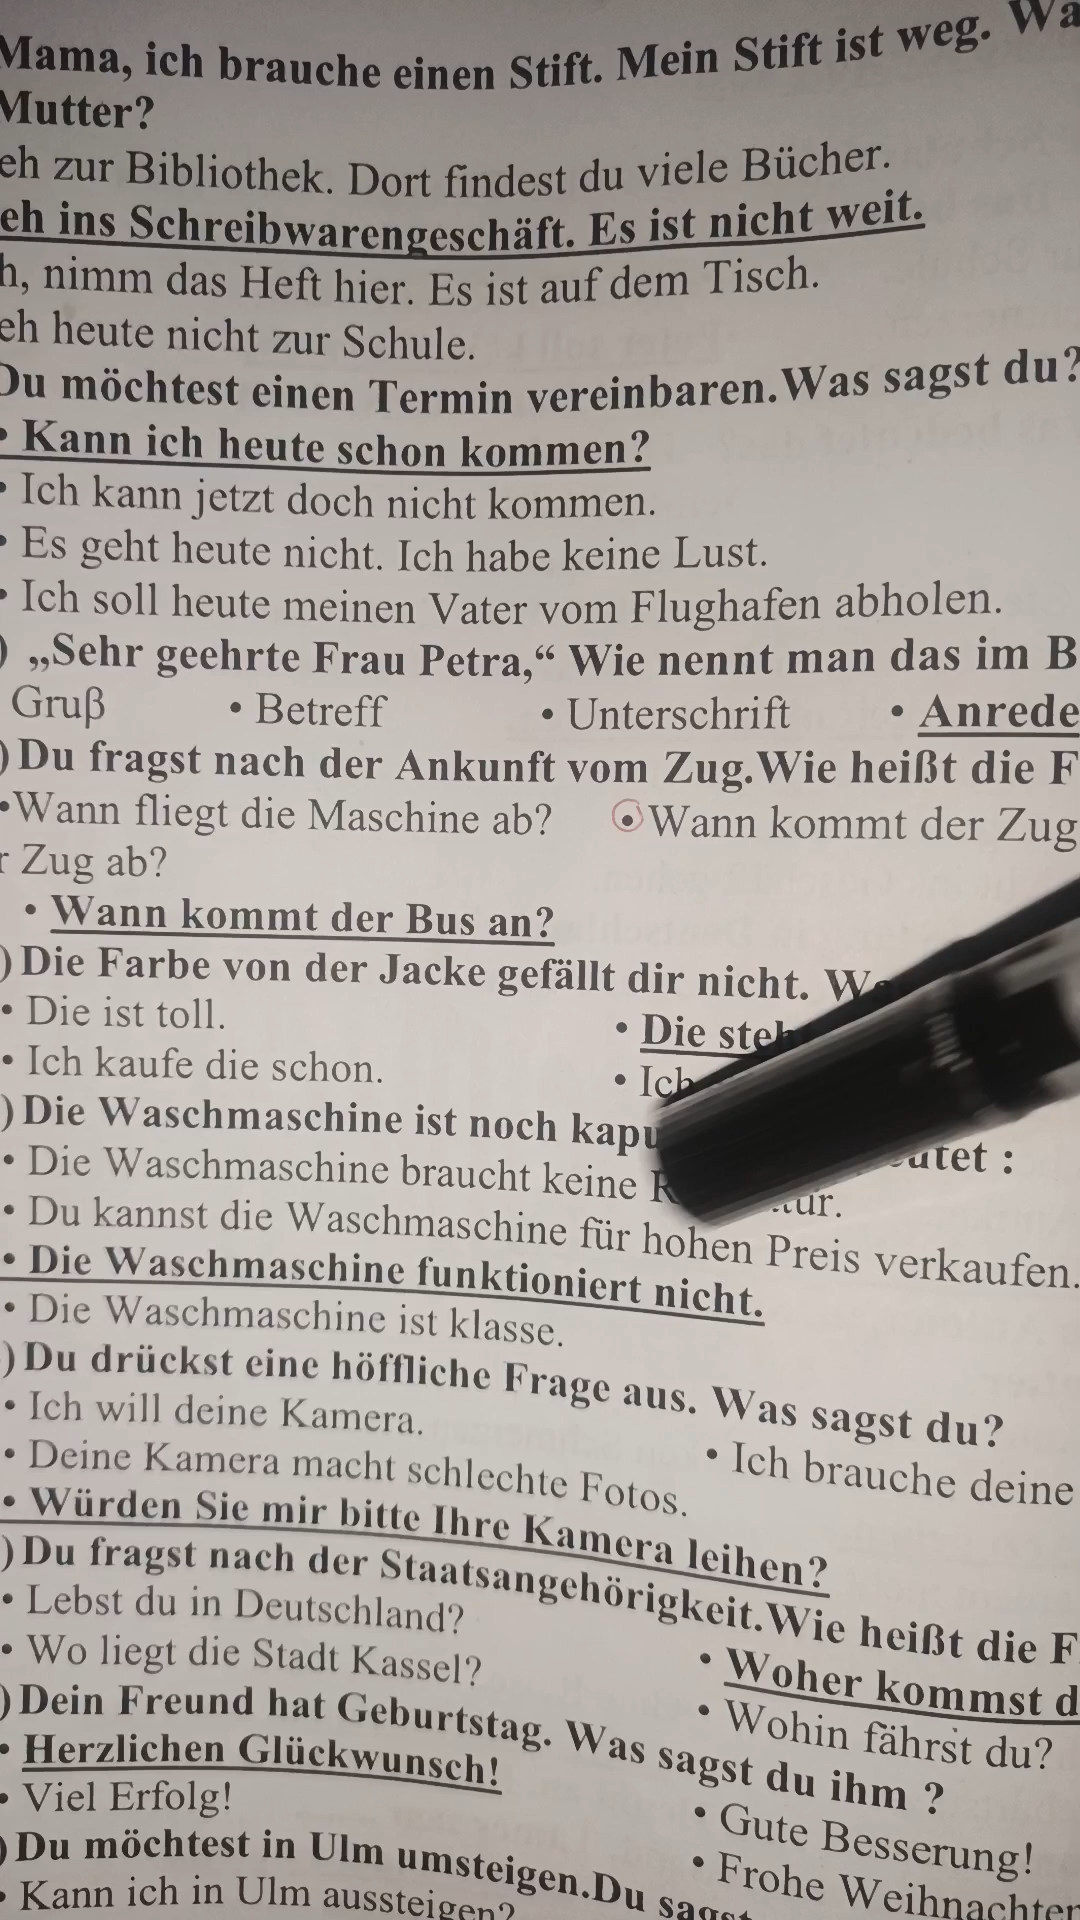 Mama, ich brauche einen Stift. Mein Stift ist weg.
Mutter?
eh zur Bibliothek. Dort findest du viele Bücher.
eh ins Schreibwarengeschäft. Es ist nicht weit.
h, nimm das Heft hier. Es ist auf dem Tisch.
eh heute nicht zur Schule.
Du möchtest einen Termin vereinbaren.Was sagst du?
• Kann ich heute schon kommen?
• Ich kann jetzt doch nicht kommen.
• Es geht heute nicht. Ich habe keine Lust.
• Ich soll heute meinen Vater vom Flughafen abholen.
) „Sehr geehrte Frau Petra,“ Wie nennt man das im B
Gruß • Betreff • Unterschrift • Anrede
)Du fragst nach der Ankunft vom Zug.Wie heißt die F
•Wann fliegt die Maschine ab? •Wann kommt der Zug
r Zug ab?
• Wann kommt der Bus an?
)Die Farbe von der Jacke gefällt dir nicht.
• Die ist toll. • Die
• Ich kaufe die schon. • Ich
)Die Waschmaschine ist noch :
• Die Waschmaschine braucht keine
• Du kannst die Waschmaschine für hohen Preis verkaufen.
• Die Waschmaschine funktioniert nicht.
• Die Waschmaschine ist klasse.
)Du drückst eine höffliche Frage aus. Was sagst du?
• Ich will deine Kamera. • Ich brauche deine
• Deine Kamera macht schlechte Fotos.
• Würden Sie mir bitte Ihre Kamera leihen?
)Du fragst nach der Staatsangehörigkeit.Wie heißt die F
• Lebst du in Deutschland? • Woher kommst d
• Wo liegt die Stadt Kassel? • Wohin fährst du?
)Dein Freund hat Geburtstag. Was sagst du ihm ?
• Herzlichen Glückwunsch! • Gute Besserung!
• Viel Erfolg! • Frohe Weihnachten
)Du möchtest in Ulm umsteigen.Du sagst
• Kann ich in Ulm aussteigen?